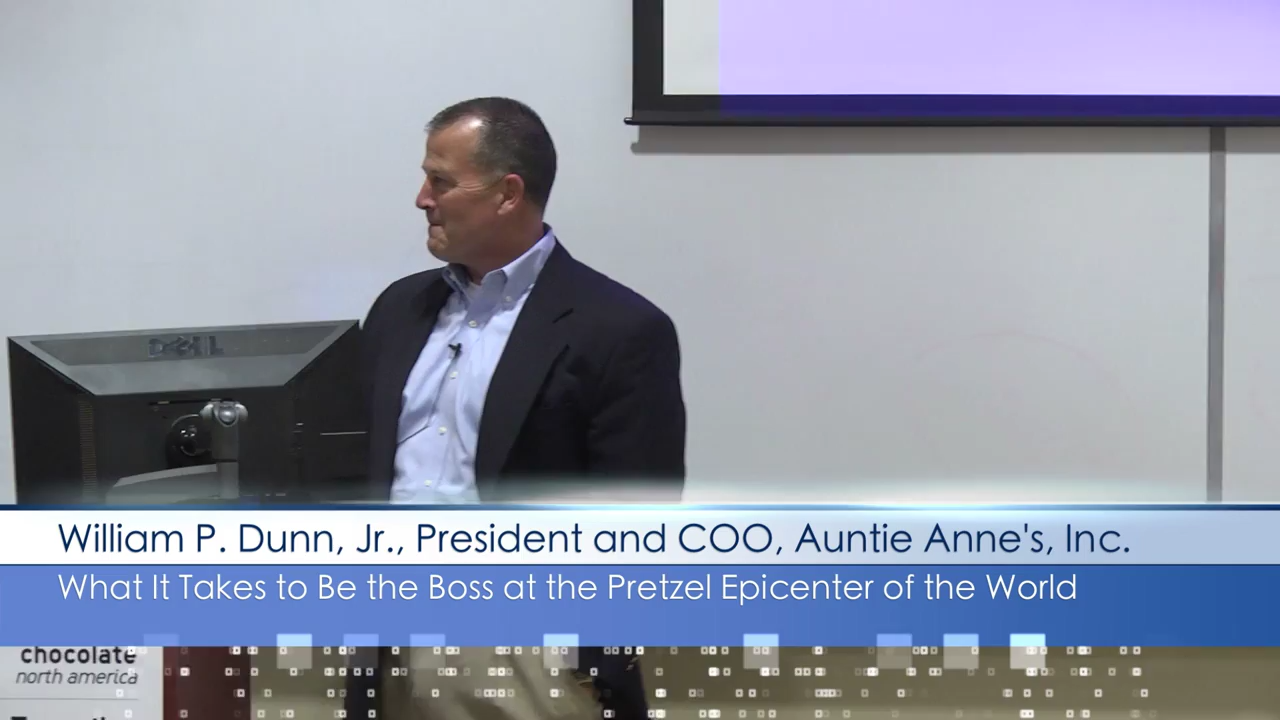 DELL
William P. Dunn, Jr., President and COO, Auntie Anne's, Inc.
What It Takes to Be the Boss at the Pretzel Epicenter of the World
chocolate
north america